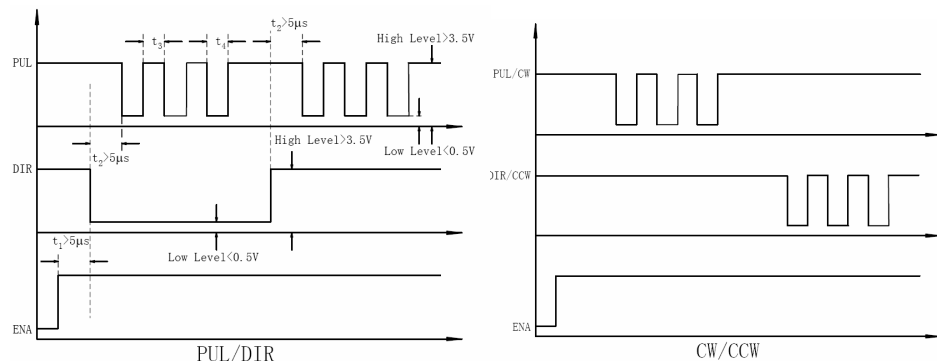 t2>5μs
t3
t4
High Level>3.5V
PUL
t2>5μs
High Level>3.5V
Low Level<0.5V
DIR
t1>5μs
Low Level<0.5V
ENA
PUL/DIR
PUL/CW
DIR/CCW
ENA
CW/CCW